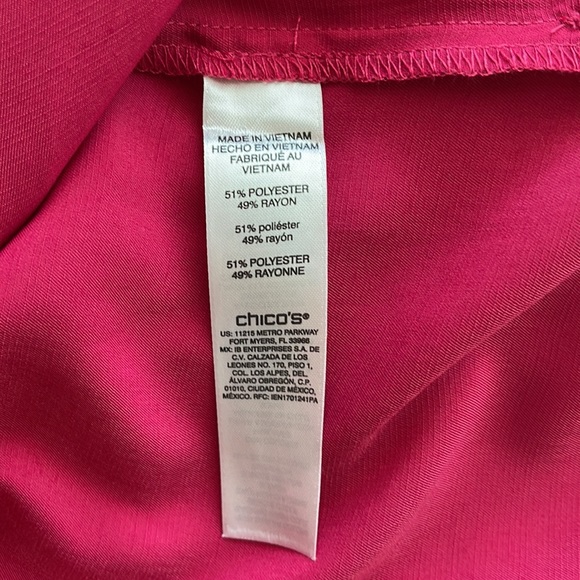 MADE IN VIETNAM
HECHO EN VIETNAM
FABRIQUÉ AU
VIETNAM
51% POLYESTER
49% RAYON
51% poliéster
49% rayón
51% POLYESTER
49% RAYONNE
chico's®
US: 11215 METRO PARKWAY
FORT MYERS, FL 33966
MX: IB ENTERPRISES S.A. DE
C.V. CALZADA DE LOS
LEONES NO. 170, PISO 1,
COL. LOS ALPES, DEL.
ÁLVARO OBREGÓN, C.P.
01010, CIUDAD DE MÉXICO,
MÉXICO. RFC: IEN1701241PA